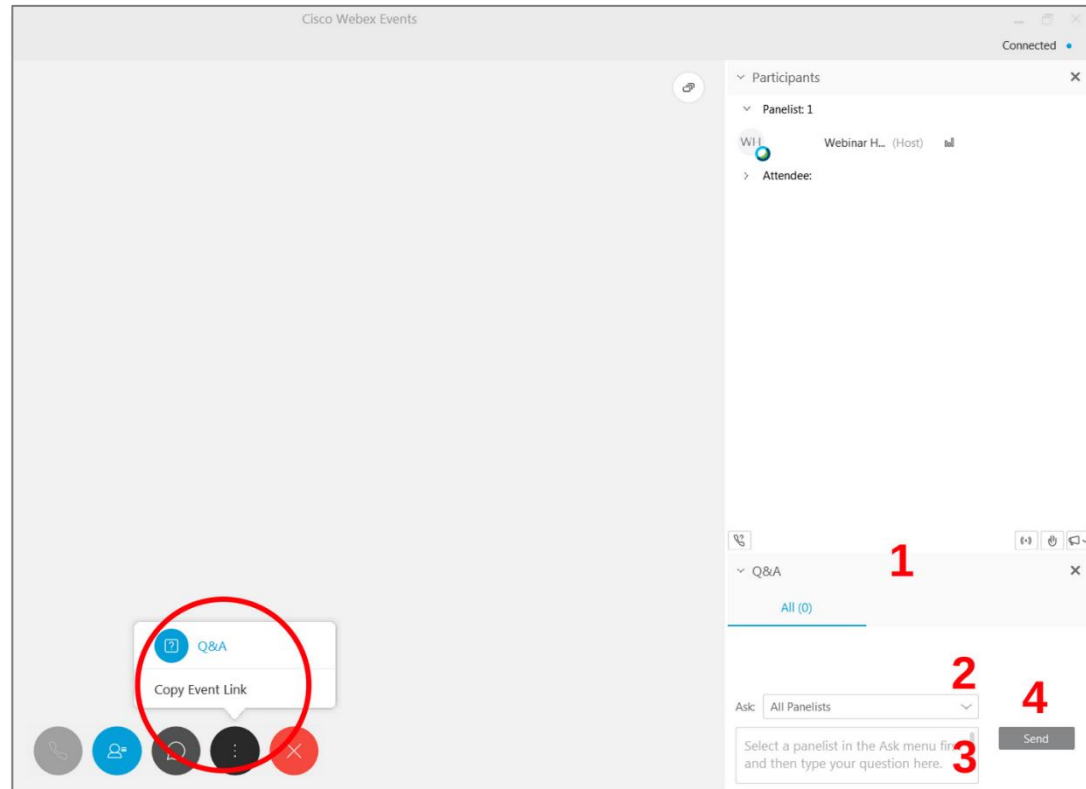 Cisco Webex Events
Connected
Participants
Panelist: 1
WH
Webinar H... (Host)
Attendee:
1
Q&A
All (0)
2
Ask: All Panelists
4
Select a panelist in the Ask menu
and then type your question here.
3
Send
Q&A
Copy Event Link